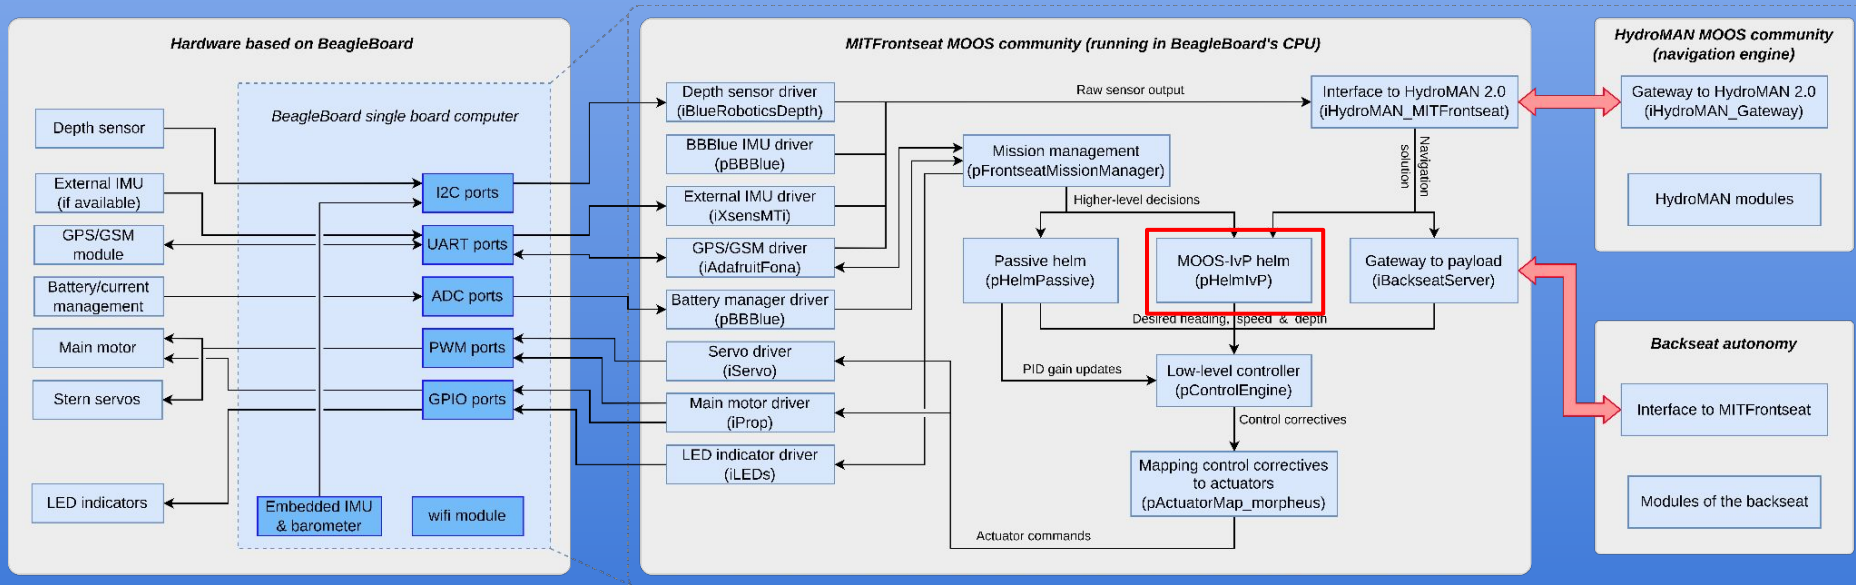 Hardware based on BeagleBoard
BeagleBoard single board computer
Depth sensor
External IMU
(if available)
GPS/GSM
module
Battery/current
management
Main motor
Stern servos
LED indicators
I2C ports
UART ports
ADC ports
PWM ports
GPIO ports
Embedded IMU
& barometer
wifi module
MITFrontseat MOOS community (running in BeagleBoard's CPU)
Depth sensor driver
(iBlueRoboticsDepth)
BBBlue IMU driver
(pBBBlue)
External IMU driver
(iXsensMTi)
GPS/GSM driver
(iAdafruitFona)
Battery manager driver
(pBBBlue)
Servo driver
(iServo)
Main motor driver
(iProp)
LED indicator driver
(iLEDs)
Raw sensor output
Mission management
(pFrontseatMissionManager)
Higher-level decisions
Interface to HydroMAN 2.0
(iHydroMAN_MITFrontseat)
Navigation
solution
Passive helm
(pHelmPassive)
MOOS-IvP helm
(pHelmIvP)
Gateway to payload
(iBackseatServer)
Desired heading, speed & depth
PID gain updates
Low-level controller
(pControlEngine)
Control correctives
Mapping control correctives
to actuators
(pActuatorMap_morpheus)
Actuator commands
HydroMAN MOOS community
(navigation engine)
Gateway to HydroMAN 2.0
(iHydroMAN_Gateway)
HydroMAN modules
Backseat autonomy
Interface to MITFrontseat
Modules of the backseat